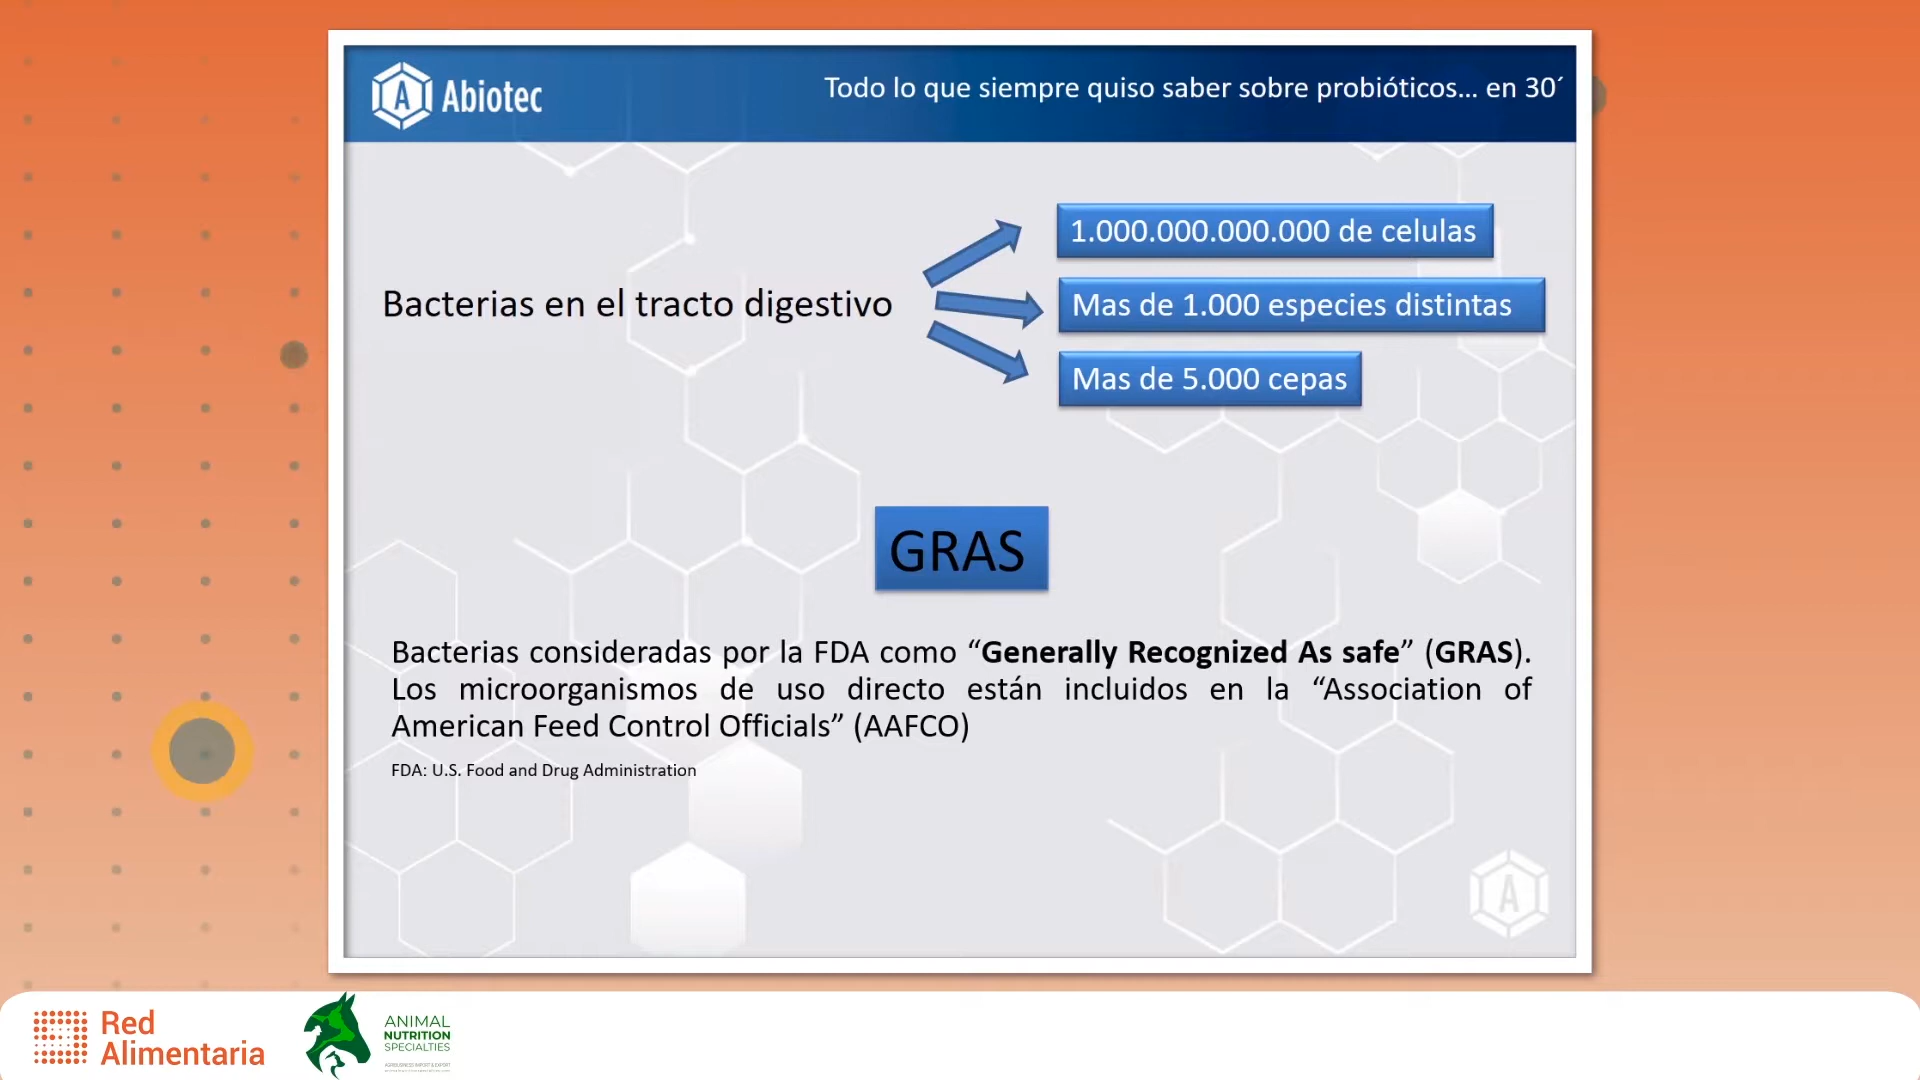 Abiotec
Todo lo que siempre quiso saber sobre probióticos... en 30´
Bacterias en el tracto digestivo
1.000.000.000.000 de celulas
Mas de 1.000 especies distintas
Mas de 5.000 cepas
GRAS
Bacterias consideradas por la FDA como “Generally Recognized As safe” (GRAS).
Los microorganismos de uso directo están incluidos en la “Association of
American Feed Control Officials” (AAFCO)
FDA: U.S. Food and Drug Administration
Red
Alimentaria
ANIMAL
NUTRITION
SPECIALTIES
AGRIBUSINESS IMPORT & EXPORT